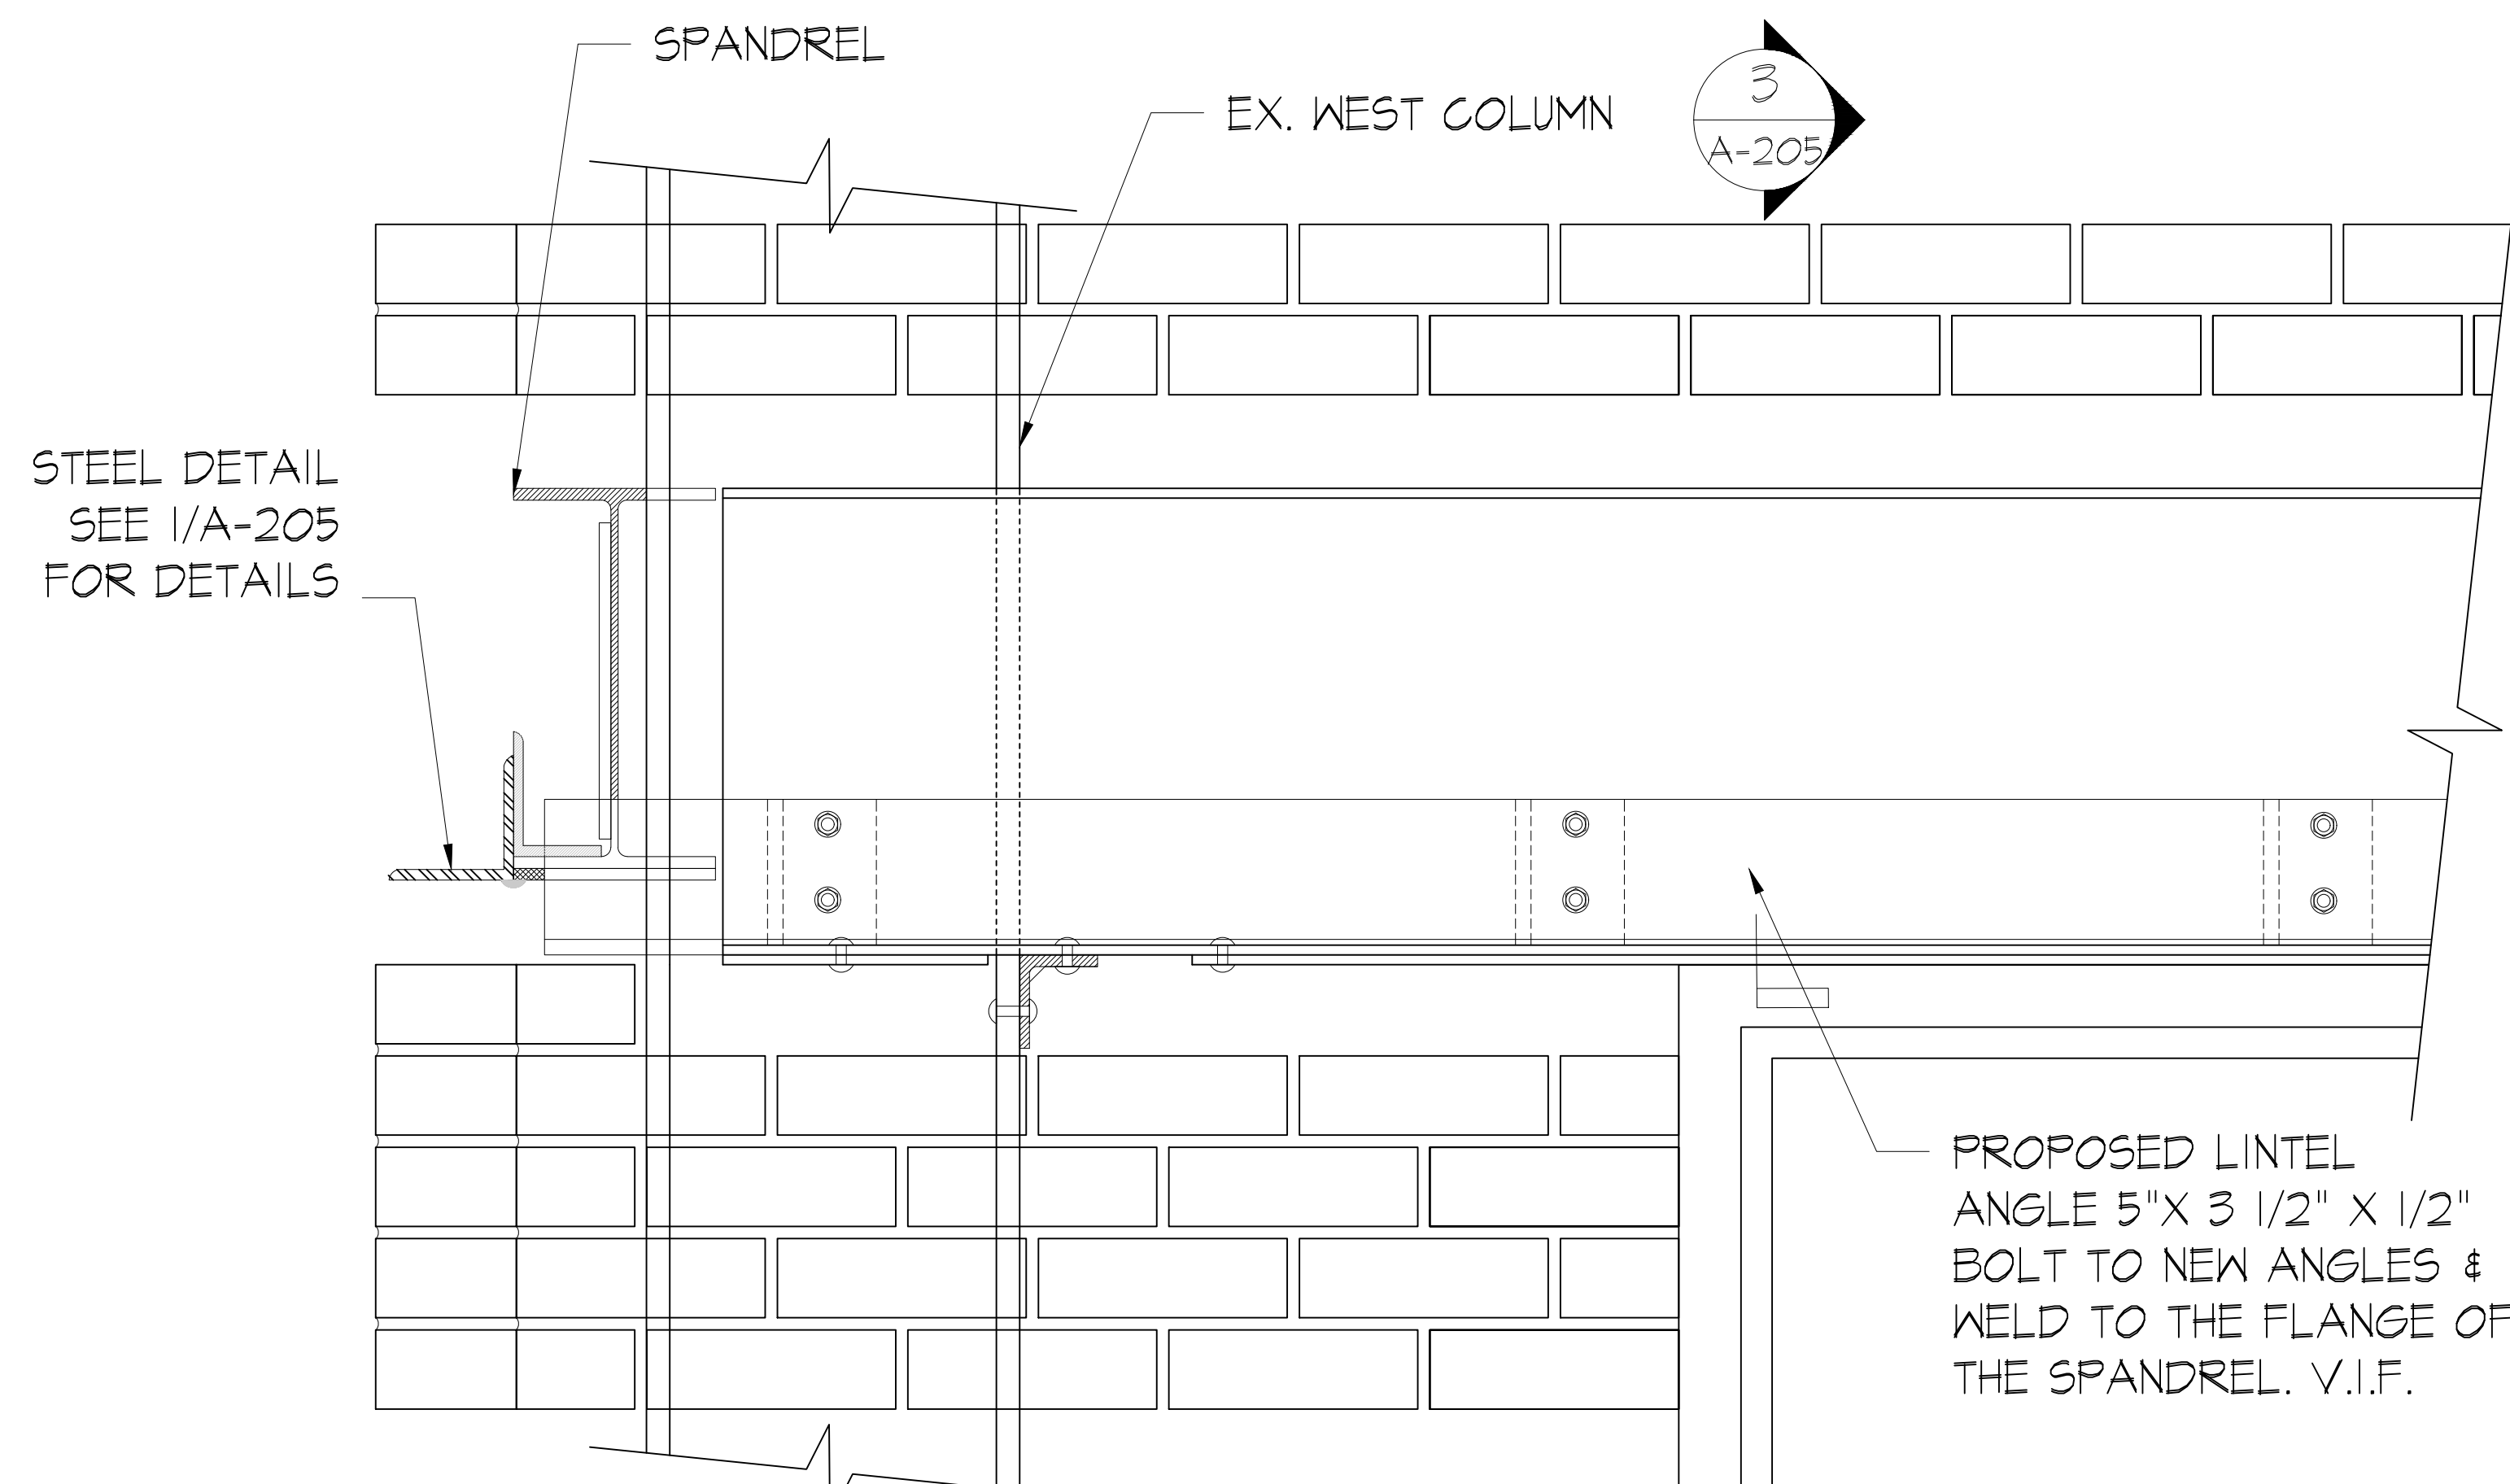 SPANDREL
EX. WEST COLUMN
3
A-205
STEEL DETAIL
SEE 1/A-205
FOR DETAILS
PROPOSED LINTEL
ANGLE 5"X 3 1/2" X 1/2"
BOLT TO NEW ANGLES &
WELD TO THE FLANGE OF
THE SPANDREL. V.I.F.